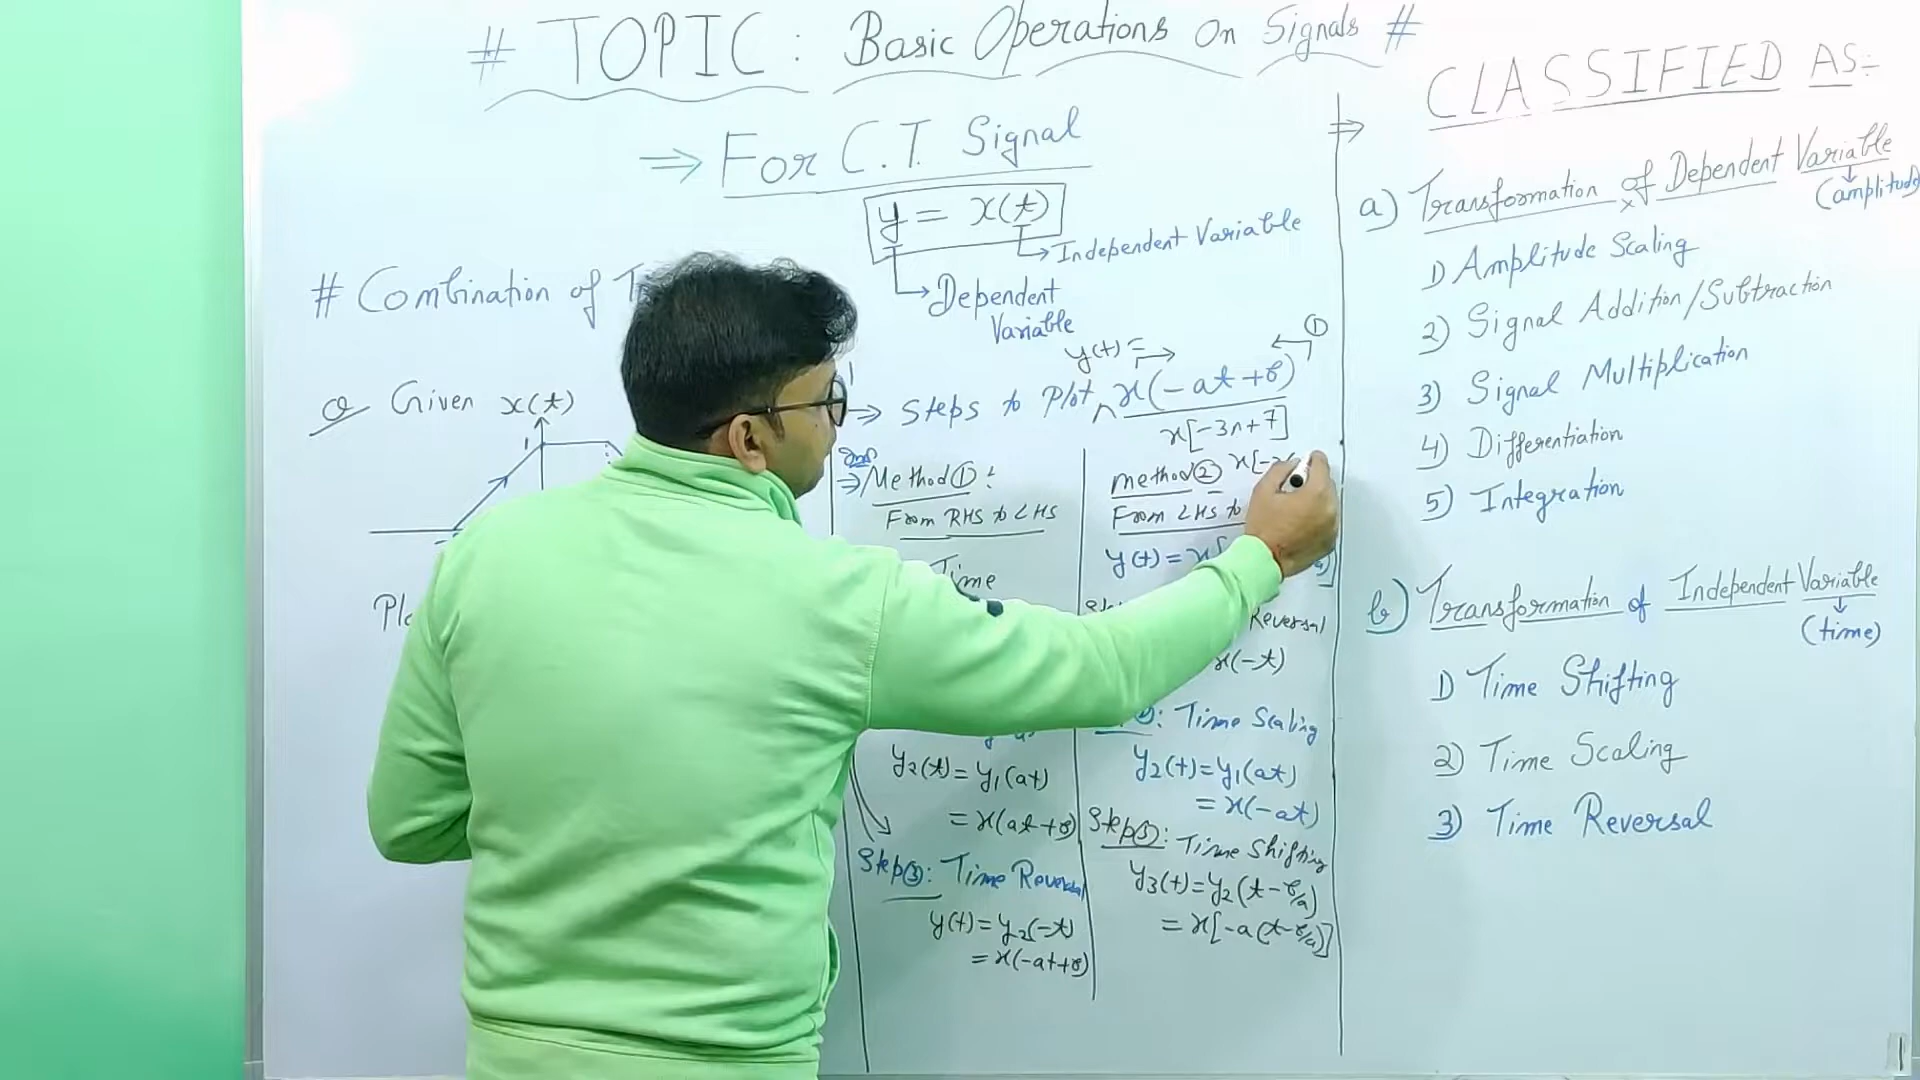 # TOPIC: Basic Operations On Signals #
⇒ For C.T. Signal
y = x(t)
Independent Variable
Dependent
Variable
# Combination of
Q Given x(t)
1
y(t) =
①
⇒ Steps to Plot x(-at+b)
x[-3n+7]
Ans
⇒ Method①:
From RHS to LHS
Time
y₂(t) = y₁(at)
= x(at+b)
Step③: Time Reversal
y(t) = y₂(-t)
= x(-at+b)
method② x[-
From LHS to
y(t) = x[
Reversal
x(-t)
: Time Scaling
y₂(t) = y₁(at)
= x(-at)
Step③: Time Shifting
y₃(t) = y₂(t-b/a)
= x[-a(t-b/a)]
⇒ CLASSIFIED AS:-
a) Transformation of Dependent Variable
(amplitude)
1) Amplitude Scaling
2) Signal Addition/Subtraction
3) Signal Multiplication
4) Differentiation
5) Integration
b) Transformation of Independent Variable
(time)
1) Time Shifting
2) Time Scaling
3) Time Reversal